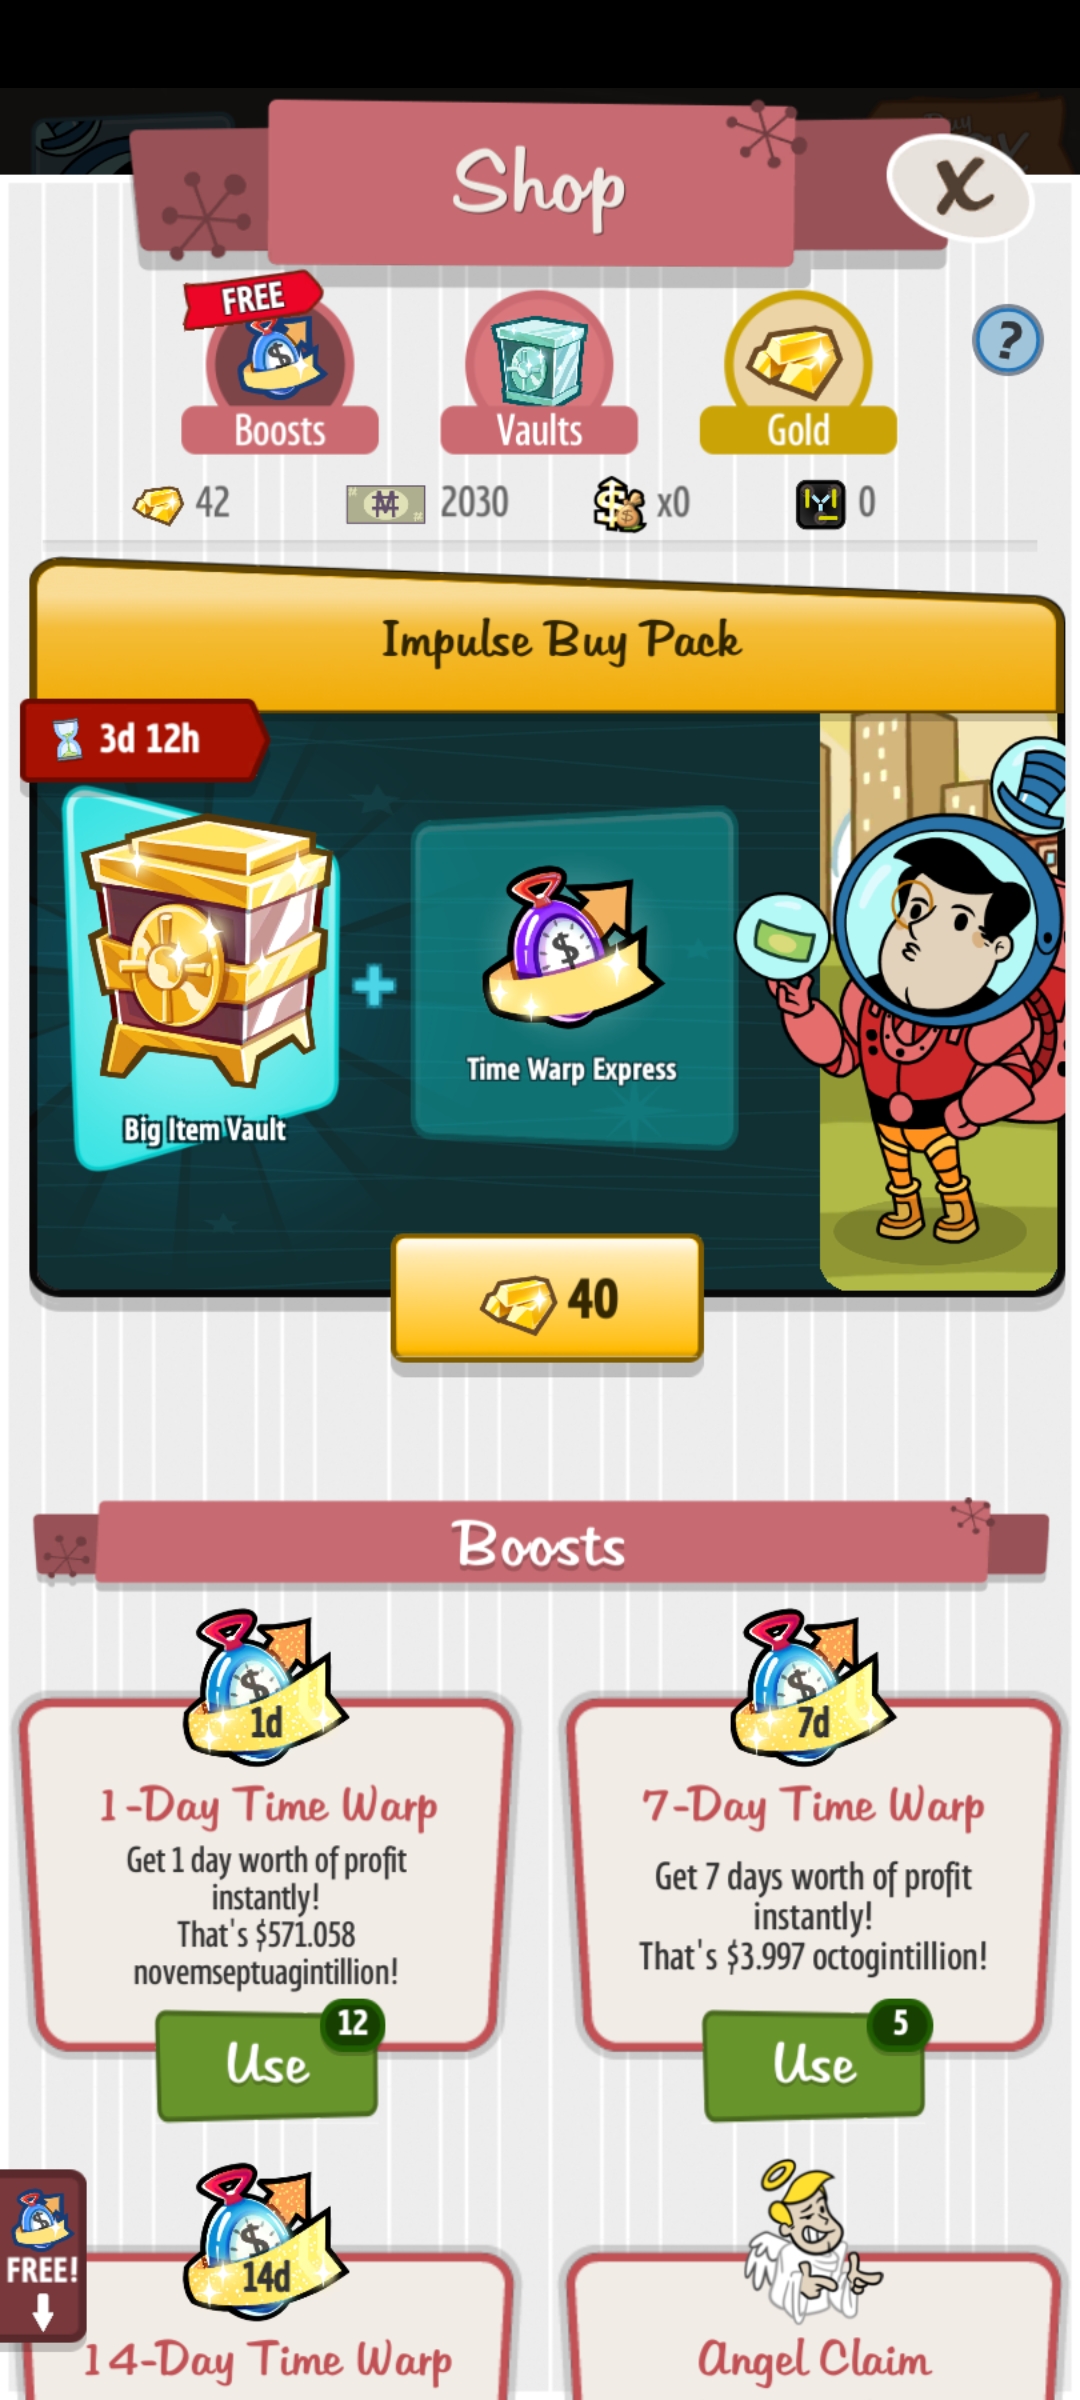 Shop
X
FREE
?
Boosts
Vaults
Gold
42
2030
x0
0
Impulse Buy Pack
3d 12h
Big Item Vault
+
Time Warp Express
40
Boosts
1d
7d
1-Day Time Warp
Get 1 day worth of profit
instantly!
That's $571.058
novemseptuagintillion!
12
Use
7-Day Time Warp
Get 7 days worth of profit
instantly!
That's $3.997 octogintillion!
5
Use
FREE!
14d
14-Day Time Warp
Angel Claim